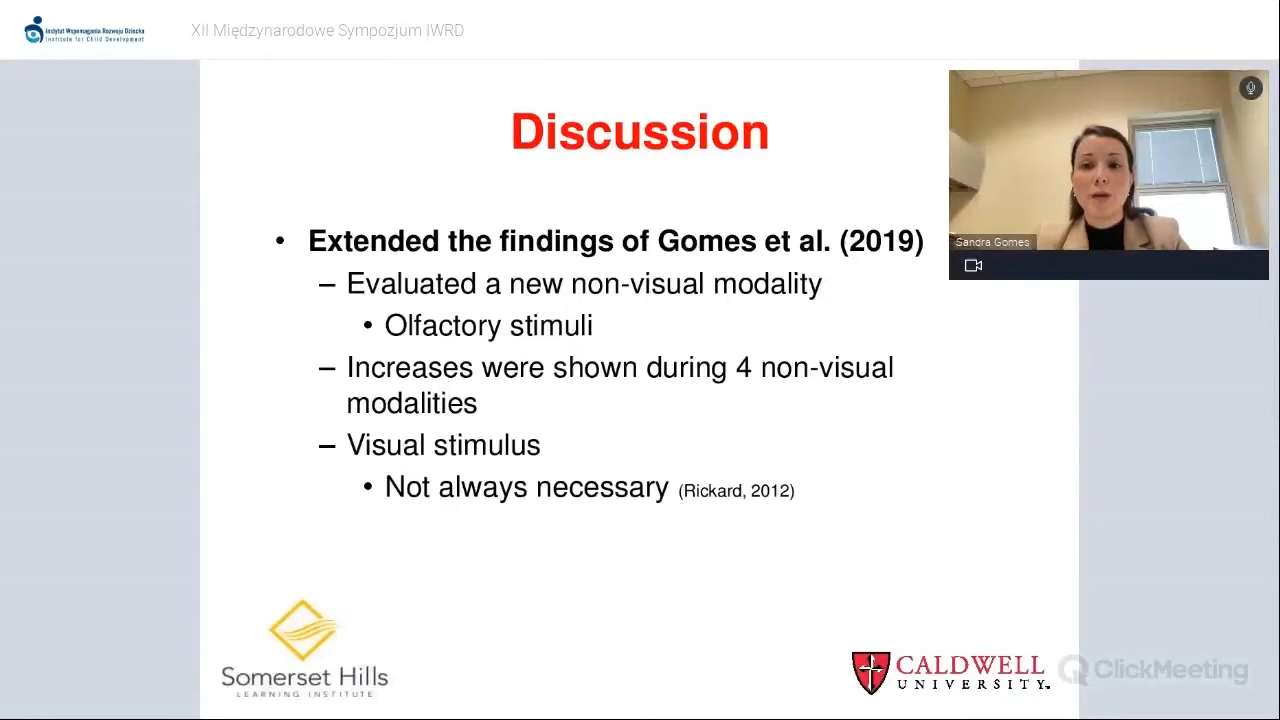 Instytut Wspomagania Rozwoju Dziecka
Institute for Child Development
XII Międzynarodowe Sympozjum IWRD
Discussion
Sandra Gomes
• Extended the findings of Gomes et al. (2019)
– Evaluated a new non-visual modality
• Olfactory stimuli
– Increases were shown during 4 non-visual
modalities
– Visual stimulus
• Not always necessary (Rickard, 2012)
Somerset Hills
LEARNING INSTITUTE
CALDWELL
UNIVERSITY
ClickMeeting